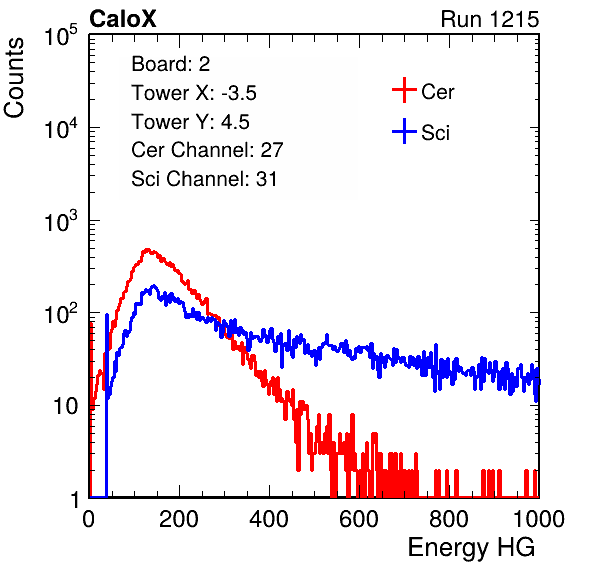 CaloX Run 1215
Counts
10^5
10^4
10^3
10^2
10
1
Board: 2
Tower X: -3.5
Tower Y: 4.5
Cer Channel: 27
Sci Channel: 31
Cer
Sci
0 200 400 600 800 1000
Energy HG